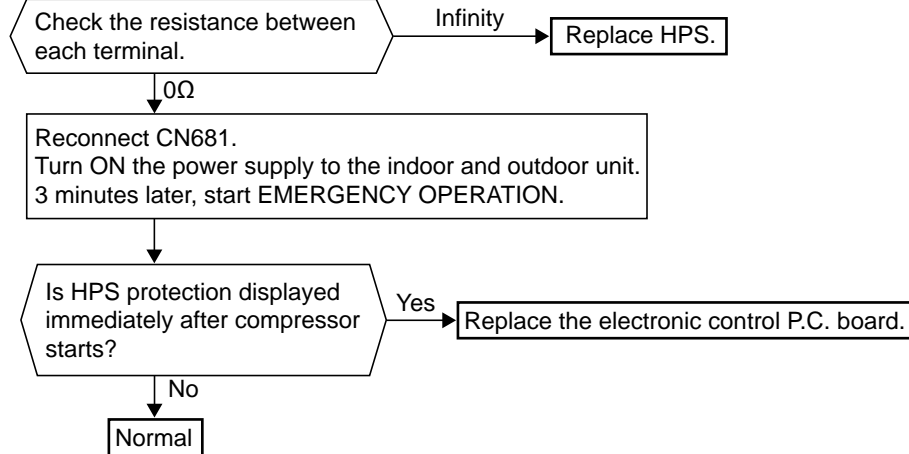 Check the resistance between
each terminal.
Infinity
Replace HPS.
0Ω
Reconnect CN681.
Turn ON the power supply to the indoor and outdoor unit.
3 minutes later, start EMERGENCY OPERATION.
Is HPS protection displayed
immediately after compressor
starts?
Yes
Replace the electronic control P.C. board.
No
Normal